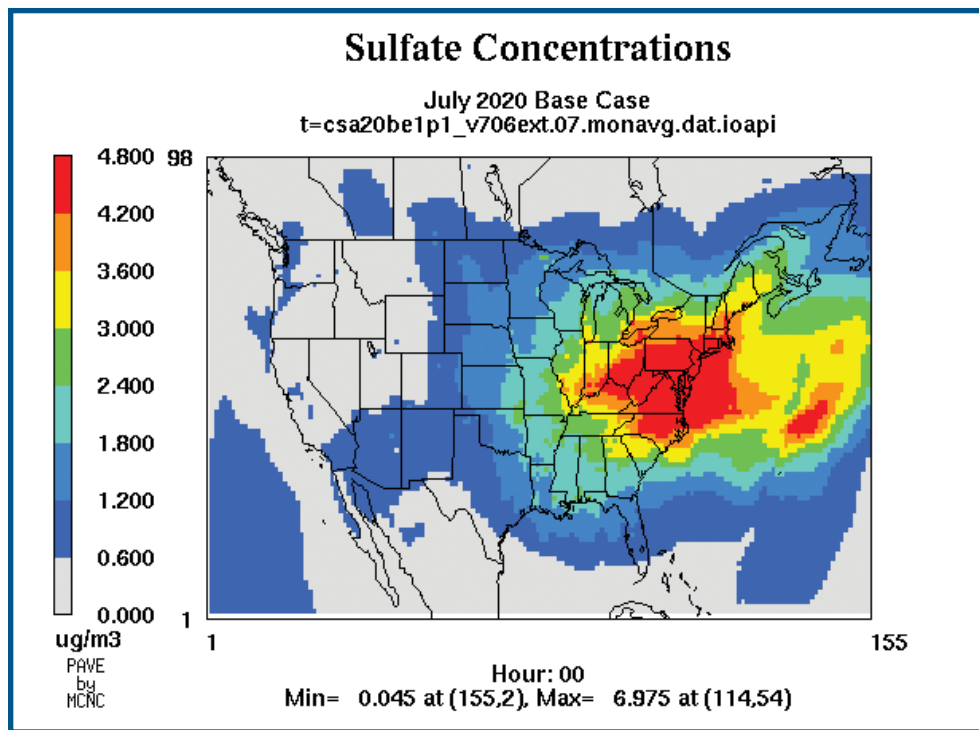 Sulfate Concentrations
July 2020 Base Case
t=csa20be1p1_v706ext.07.monavg.dat.ioapi
4.800
4.200
3.600
3.000
2.400
1.800
1.200
0.600
0.000
ug/m3
PAVE
by
MCNC
98
1
1 155
Hour: 00
Min= 0.045 at (155,2), Max= 6.975 at (114,54)